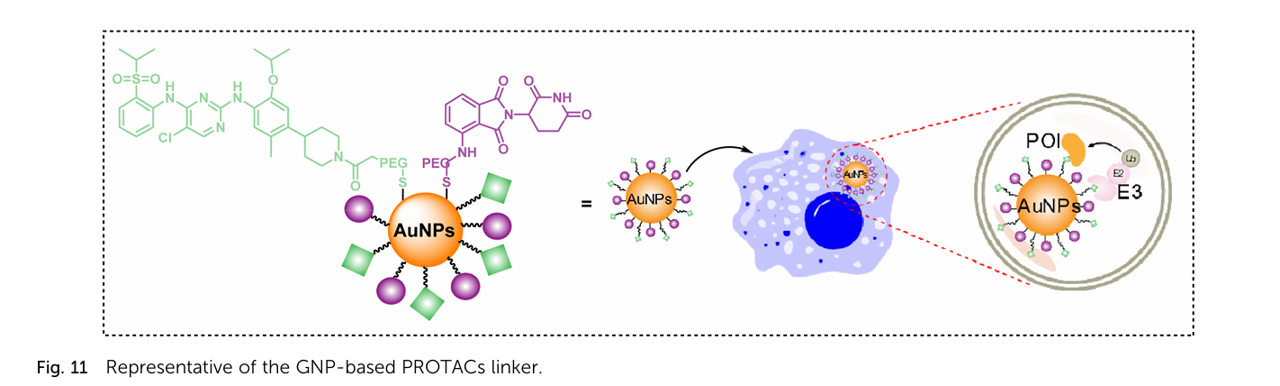 O=S=O
H
N
N
N
H
N
O
Cl
N
O
PEG
S
PEG
S
NH
O
N
O
O
NH
O
AuNPs
=
AuNPs
AuNPs
POI
Ub
E2
E3
AuNPs
Fig. 11 Representative of the GNP-based PROTACs linker.